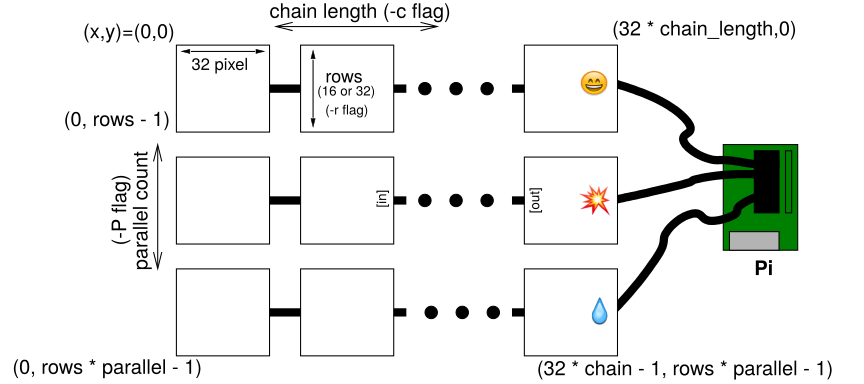 chain length (-c flag)
(x,y)=(0,0)
(32 * chain_length,0)
32 pixel
rows
(16 or 32)
(-r flag)
(0, rows - 1)
(-P flag)
parallel count
[in]
[out]
Pi
(0, rows * parallel - 1)
(32 * chain - 1, rows * parallel - 1)